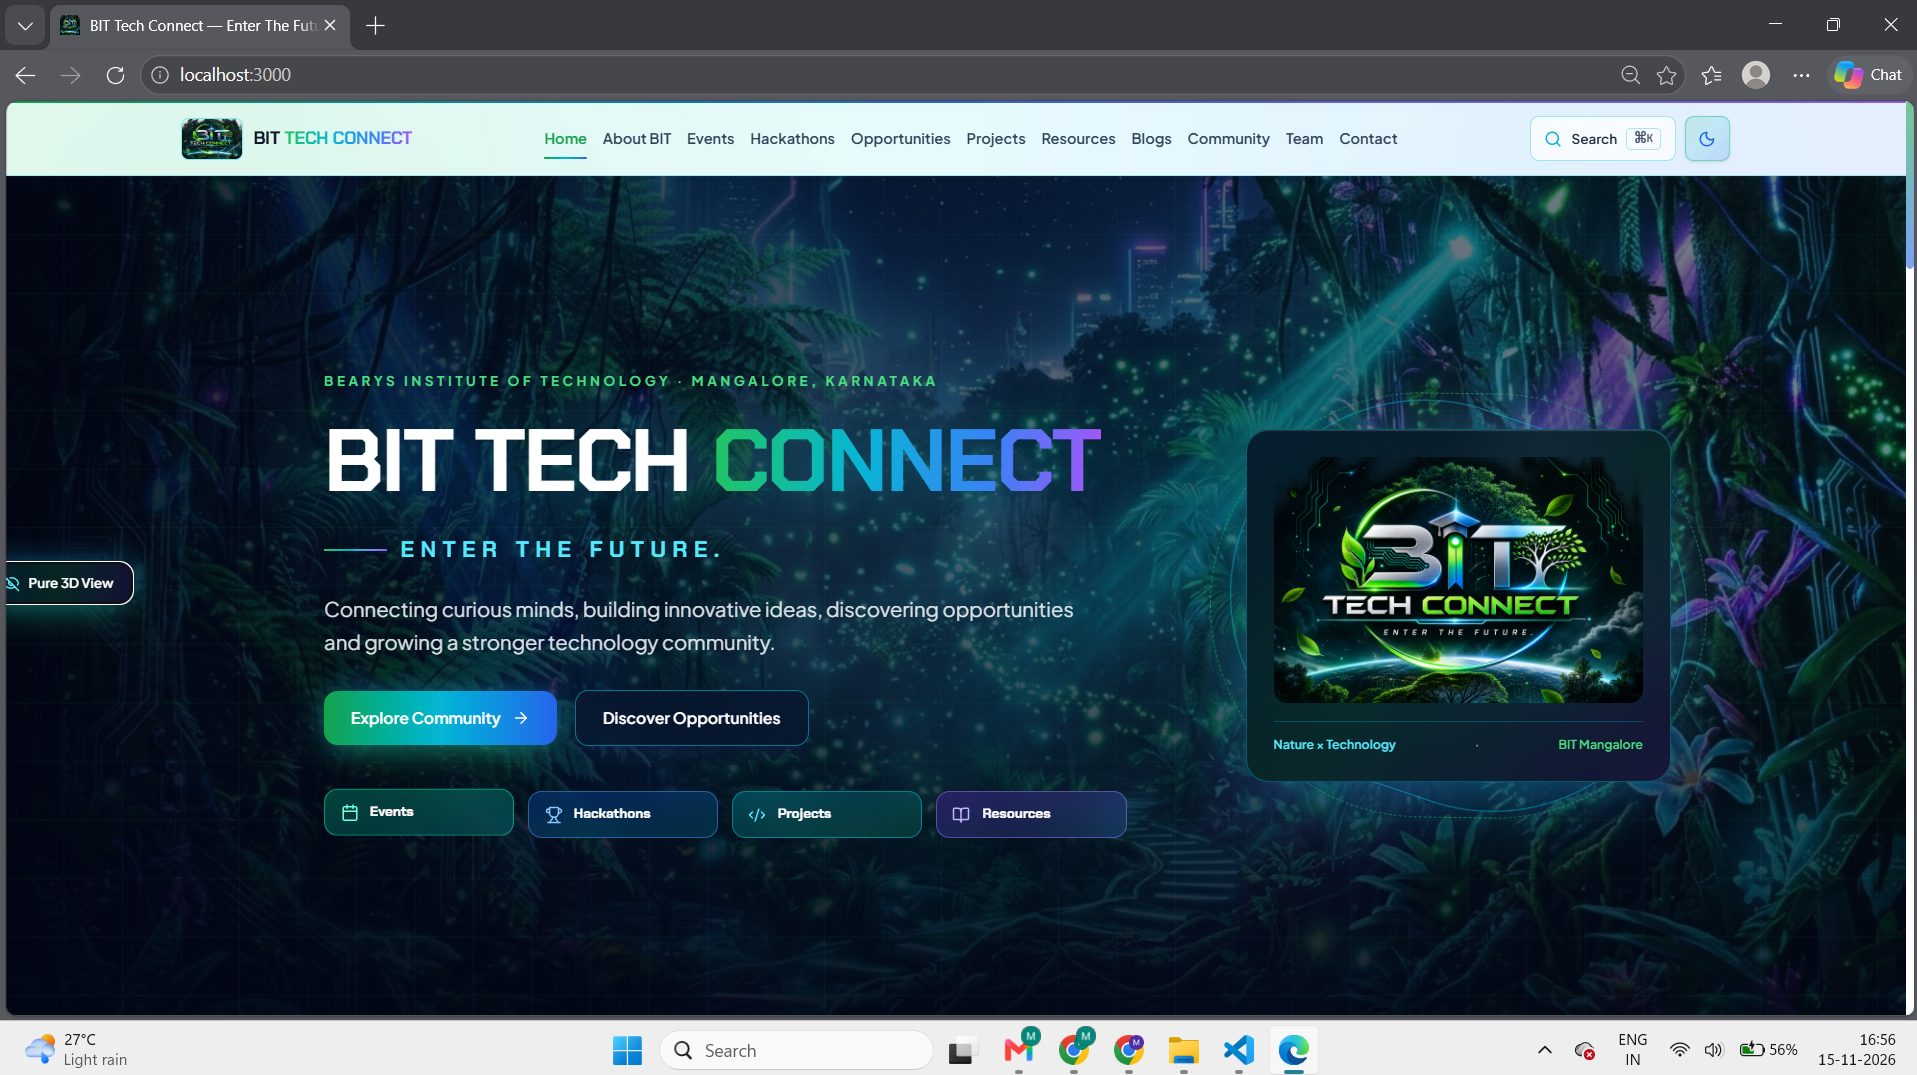 BIT Tech Connect — Enter The Fut
localhost:3000
Chat
BIT TECH CONNECT
Home
About BIT
Events
Hackathons
Opportunities
Projects
Resources
Blogs
Community
Team
Contact
Search
⌘K
BEARYS INSTITUTE OF TECHNOLOGY · MANGALORE, KARNATAKA
BIT TECH CONNECT
ENTER THE FUTURE.
Pure 3D View
Connecting curious minds, building innovative ideas, discovering opportunities
and growing a stronger technology community.
Explore Community →
Discover Opportunities
Events
Hackathons
Projects
Resources
BIT
TECH CONNECT
ENTER THE FUTURE.
Nature × Technology
·
BIT Mangalore
27°C
Light rain
Search
M
M
M
ENG
IN
56%
16:56
15-11-2026